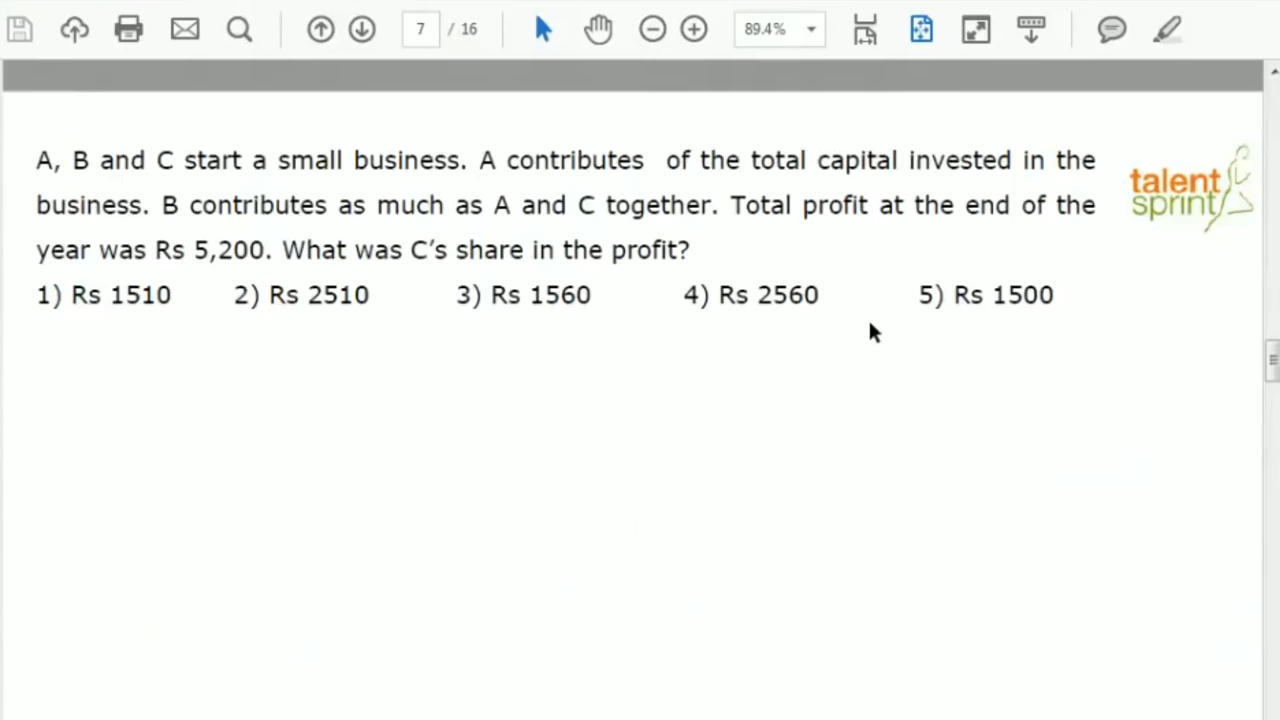 7 / 16
89.4%
A, B and C start a small business. A contributes of the total capital invested in the
business. B contributes as much as A and C together. Total profit at the end of the
year was Rs 5,200. What was C’s share in the profit?
1) Rs 1510 2) Rs 2510 3) Rs 1560 4) Rs 2560 5) Rs 1500
talent
sprint